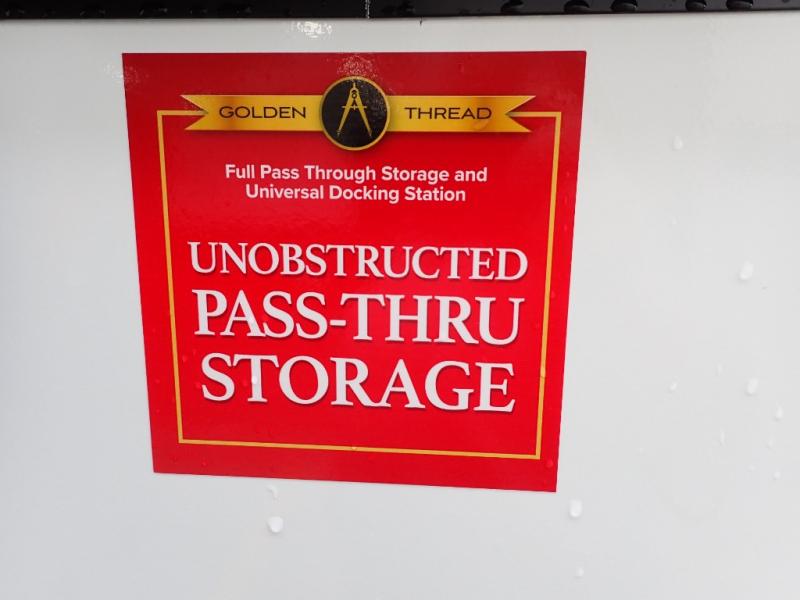 GOLDEN THREAD
Full Pass Through Storage and
Universal Docking Station
UNOBSTRUCTED
PASS-THRU
STORAGE